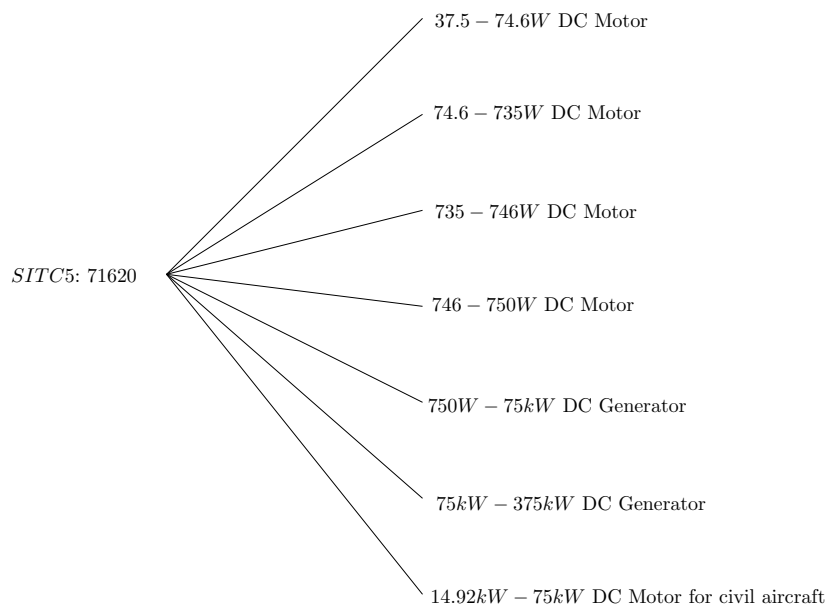 37.5 − 74.6W DC Motor
74.6 − 735W DC Motor
735 − 746W DC Motor
SITC5: 71620
746 − 750W DC Motor
750W − 75kW DC Generator
75kW − 375kW DC Generator
14.92kW − 75kW DC Motor for civil aircraft